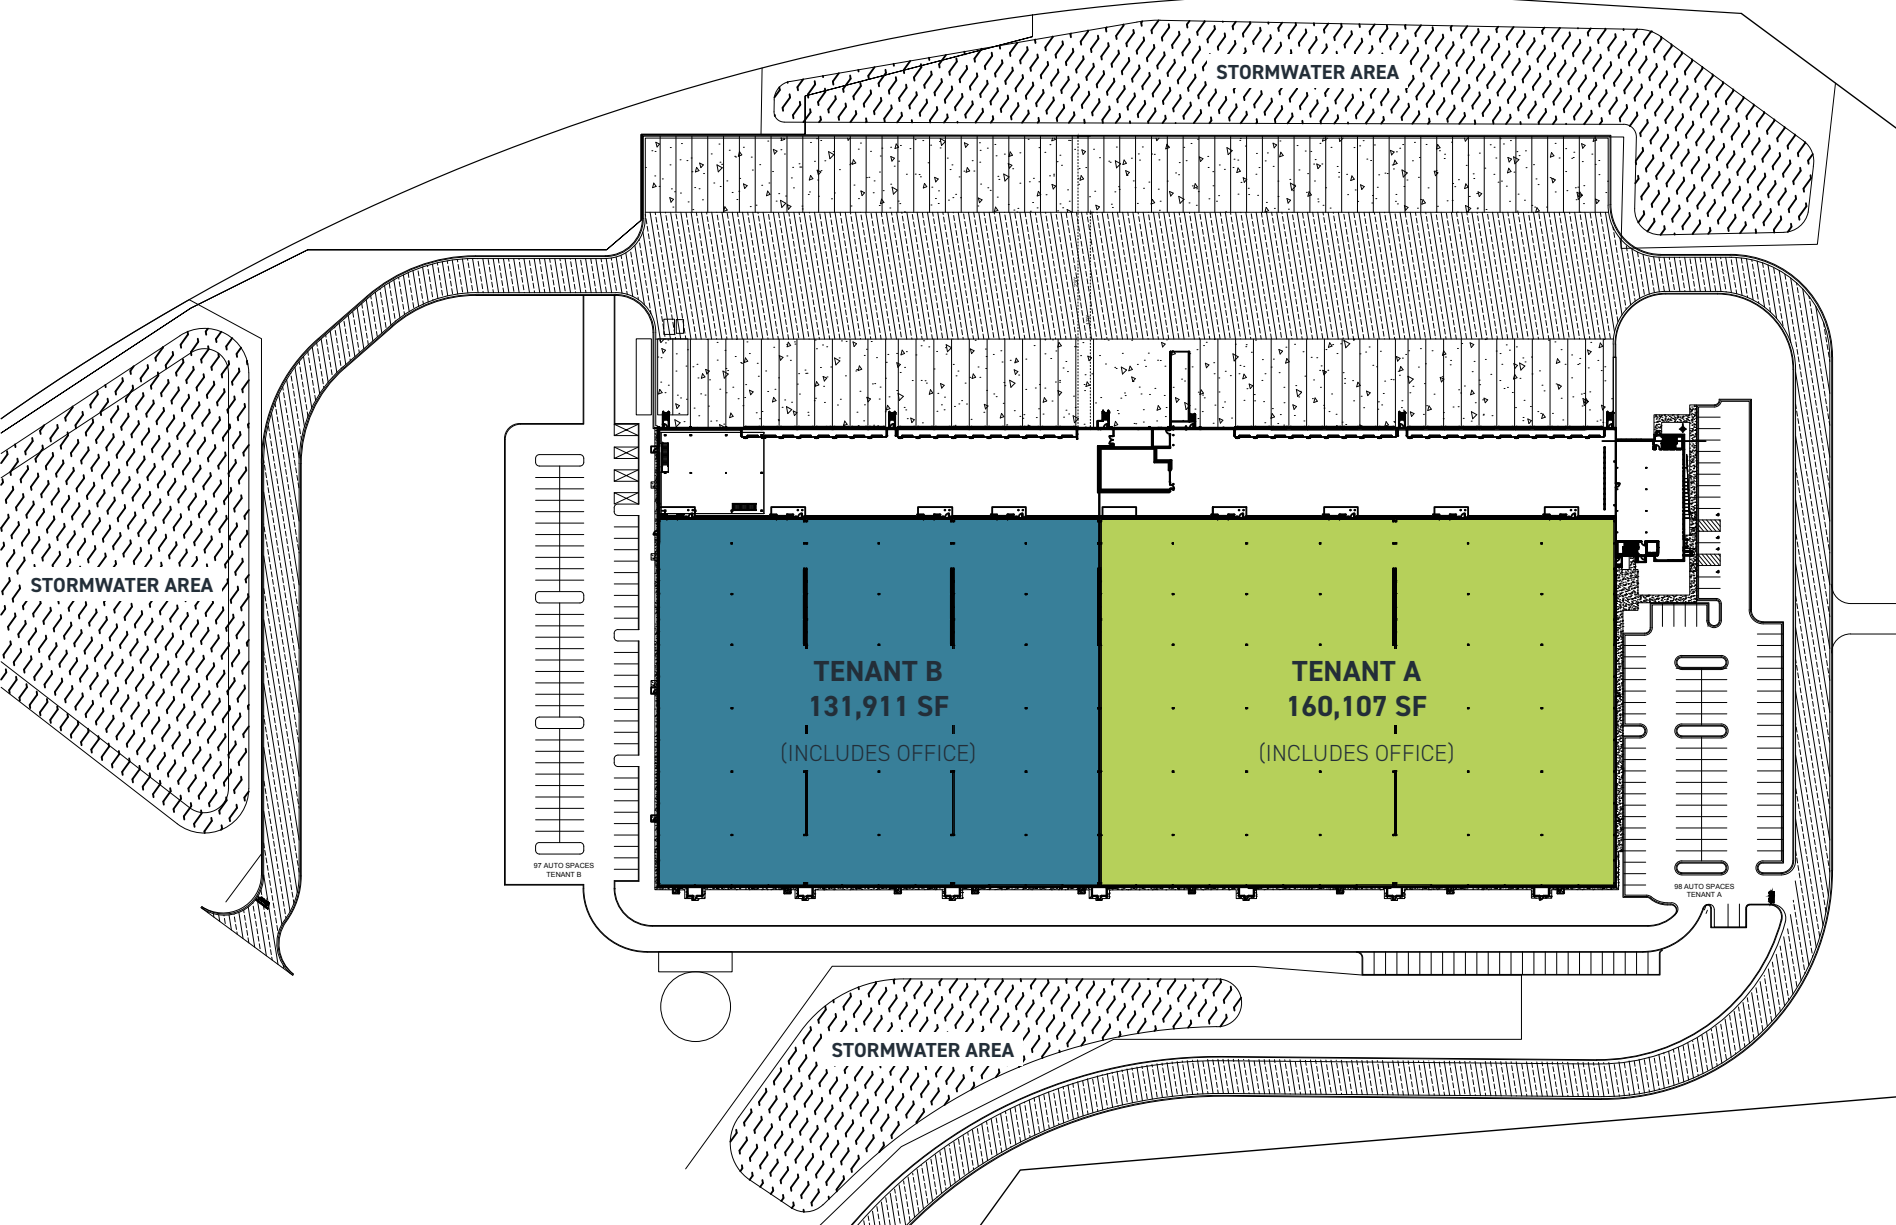 STORMWATER AREA
STORMWATER AREA
TENANT B
131,911 SF
(INCLUDES OFFICE)
TENANT A
160,107 SF
(INCLUDES OFFICE)
97 AUTO SPACES
TENANT B
98 AUTO SPACES
TENANT A
STORMWATER AREA